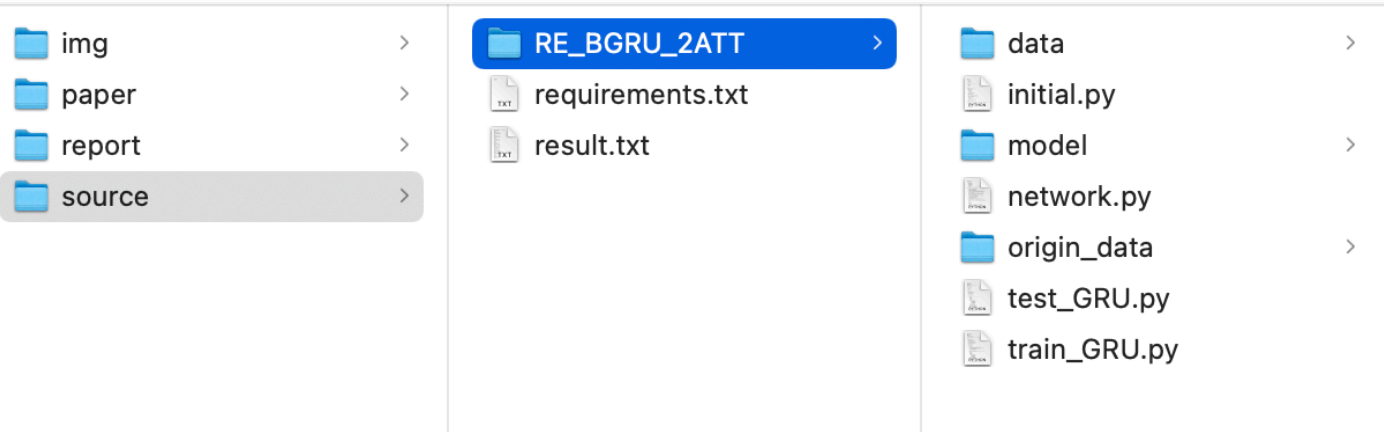 img
paper
report
source
RE_BGRU_2ATT
requirements.txt
result.txt
data
initial.py
model
network.py
origin_data
test_GRU.py
train_GRU.py